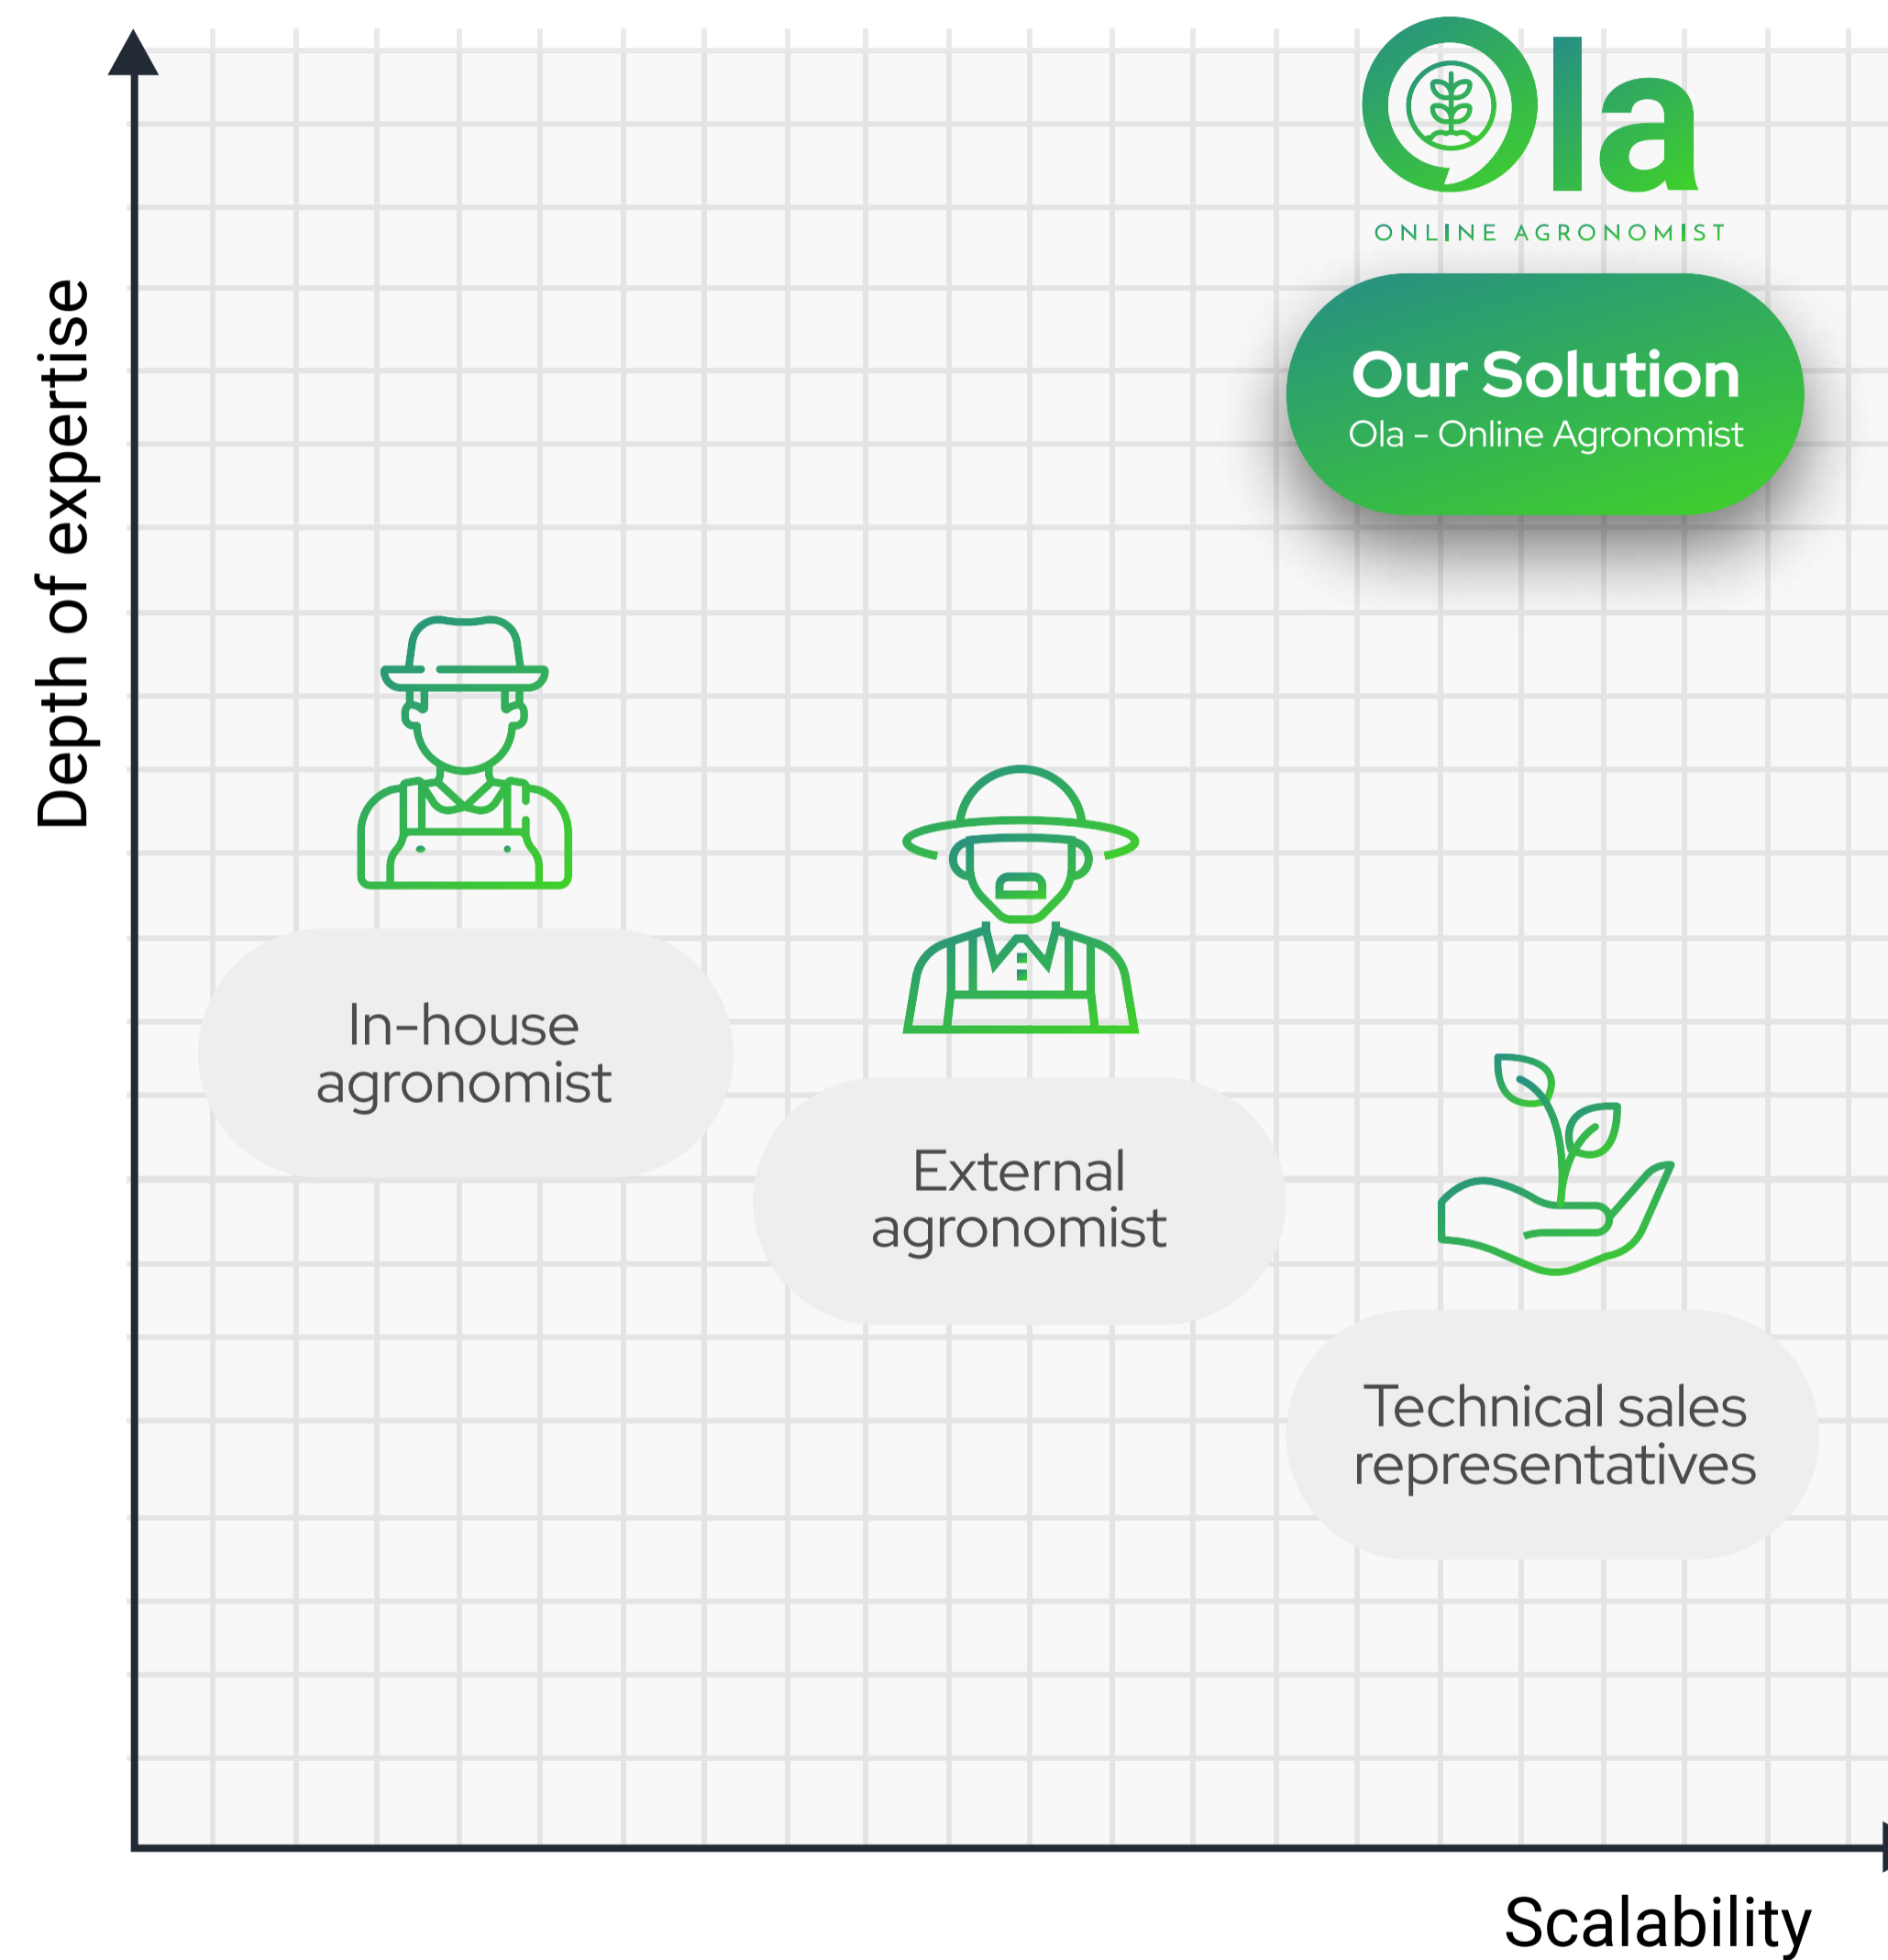 Ola
ONLINE AGRONOMIST
Our Solution
Ola - Online Agronomist
Depth of expertise
In-house
agronomist
External
agronomist
Technical sales
representatives
Scalability